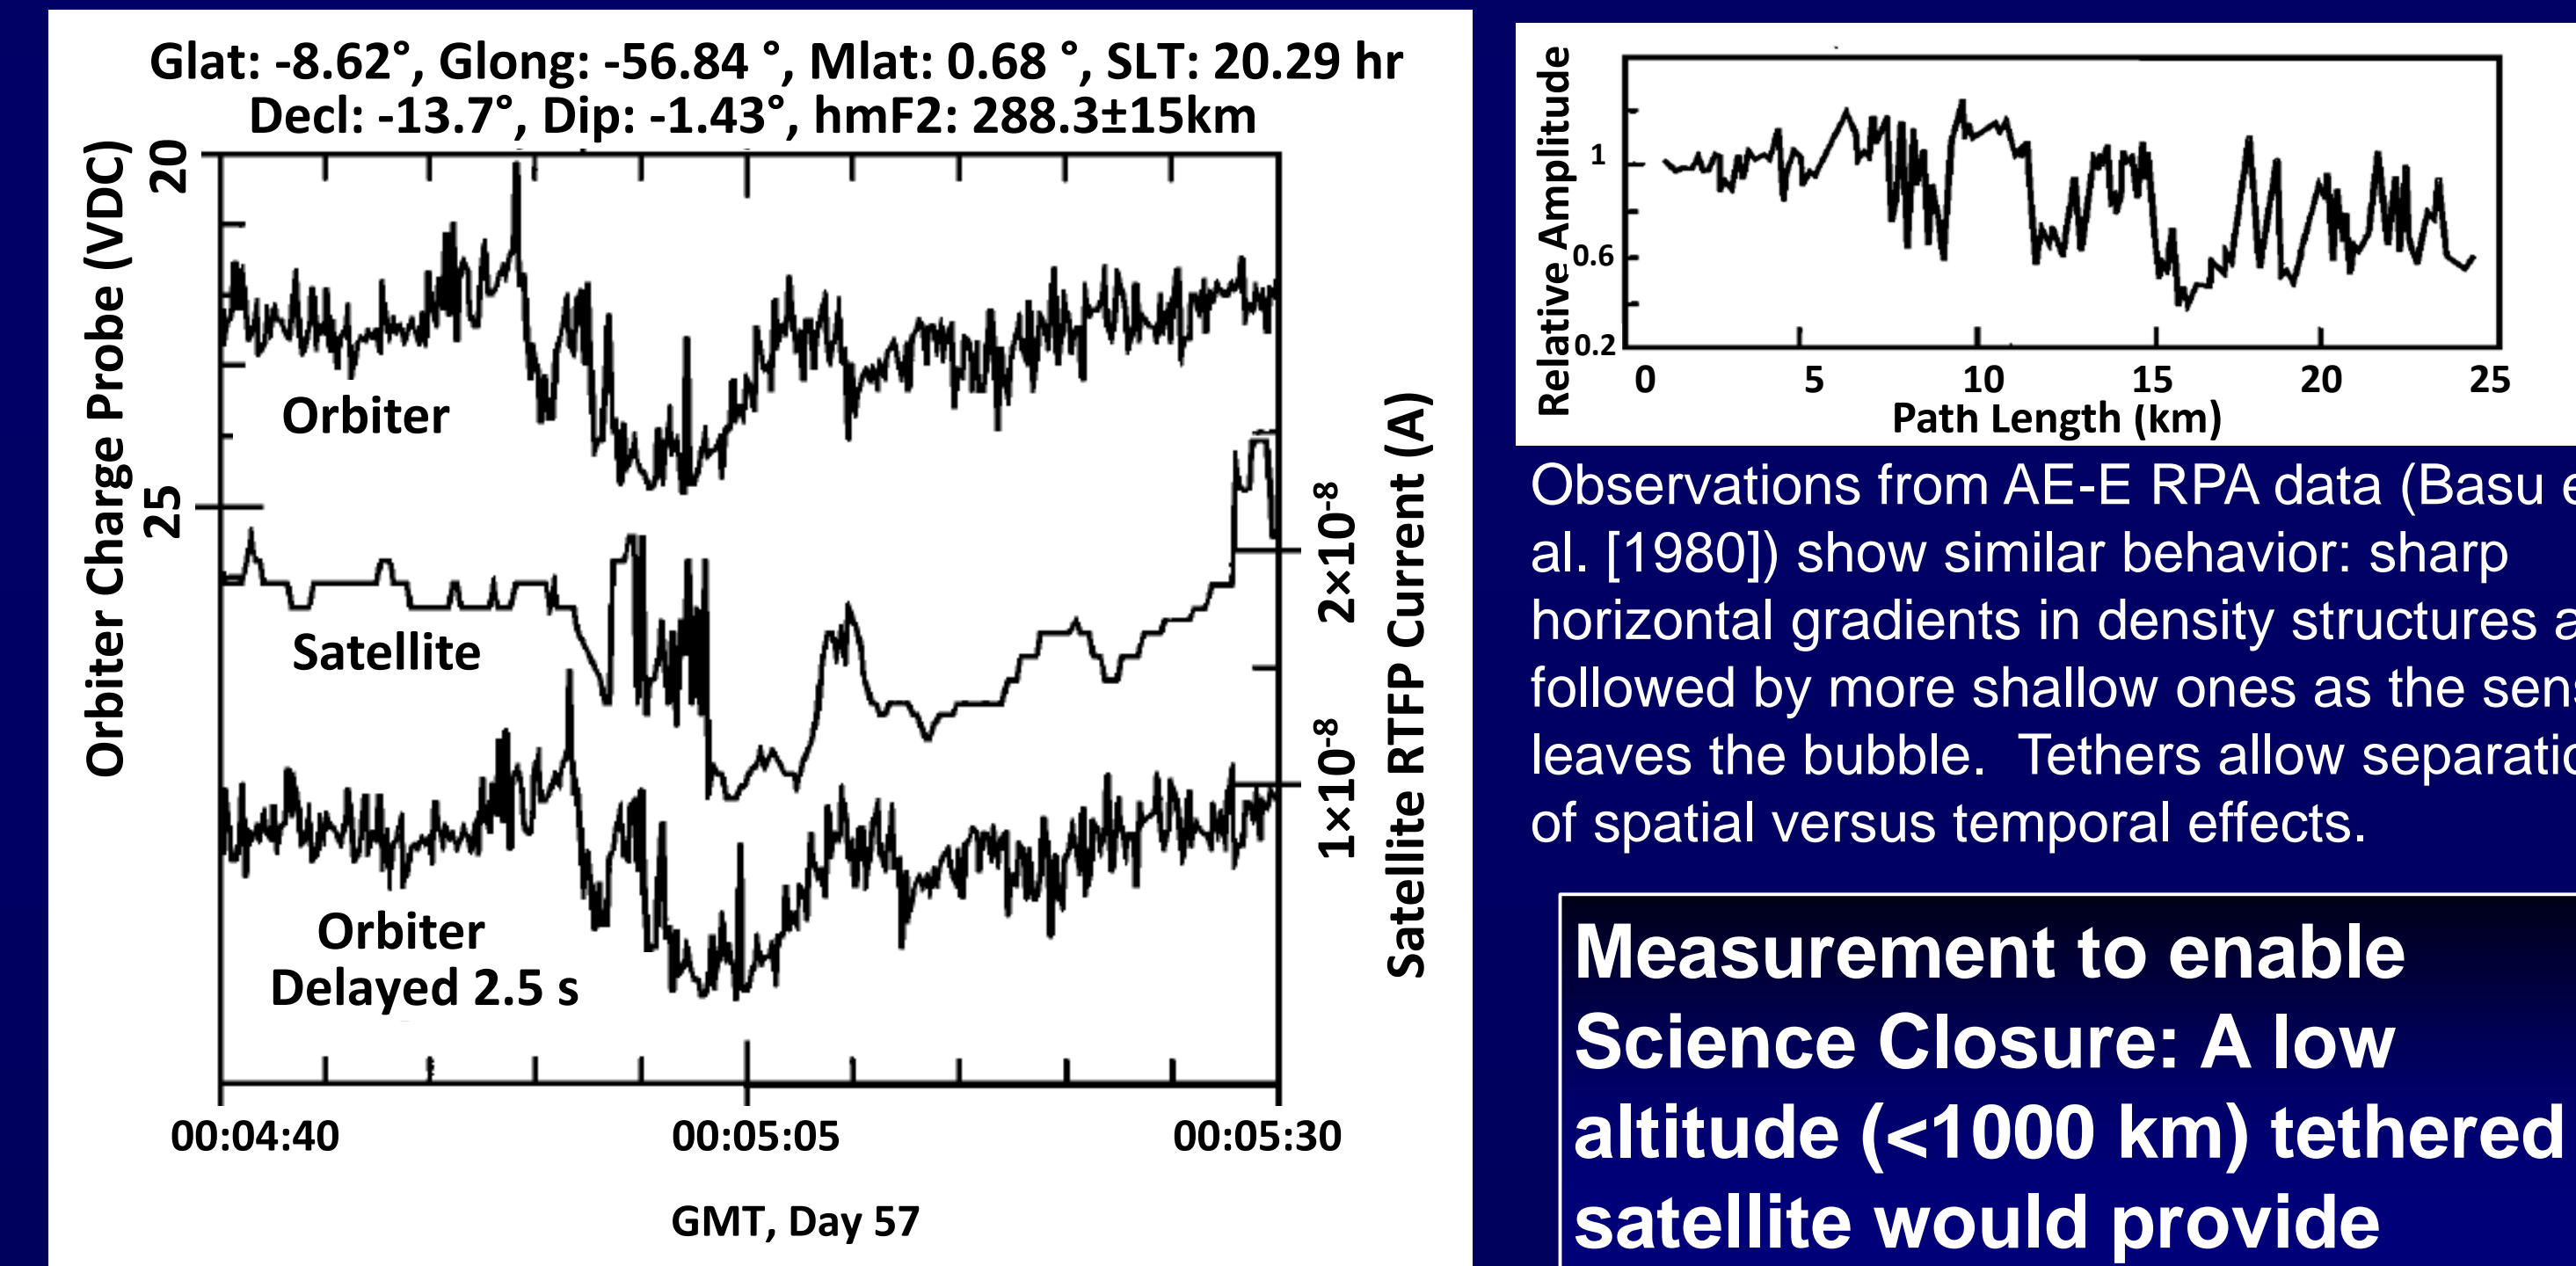 Glat: -8.62°, Glong: -56.84 °, Mlat: 0.68 °, SLT: 20.29 hr
Decl: -13.7°, Dip: -1.43°, hmF2: 288.3±15km
Orbiter Charge Probe (VDC)
20
25
Orbiter
Satellite
Orbiter
Delayed 2.5 s
2×10-8
1×10-8
Satellite RTFP Current (A)
00:04:40 00:05:05 00:05:30
GMT, Day 57
Relative Amplitude
1
0.6
0.2
0 5 10 15 20 25
Path Length (km)
Observations from AE-E RPA data (Basu
al. [1980]) show similar behavior: sharp
horizontal gradients in density structures
followed by more shallow ones as the
leaves the bubble. Tethers allow
of spatial versus temporal effects.
Measurement to enable
Science Closure: A low
altitude (<1000 km) tethered
satellite would provide